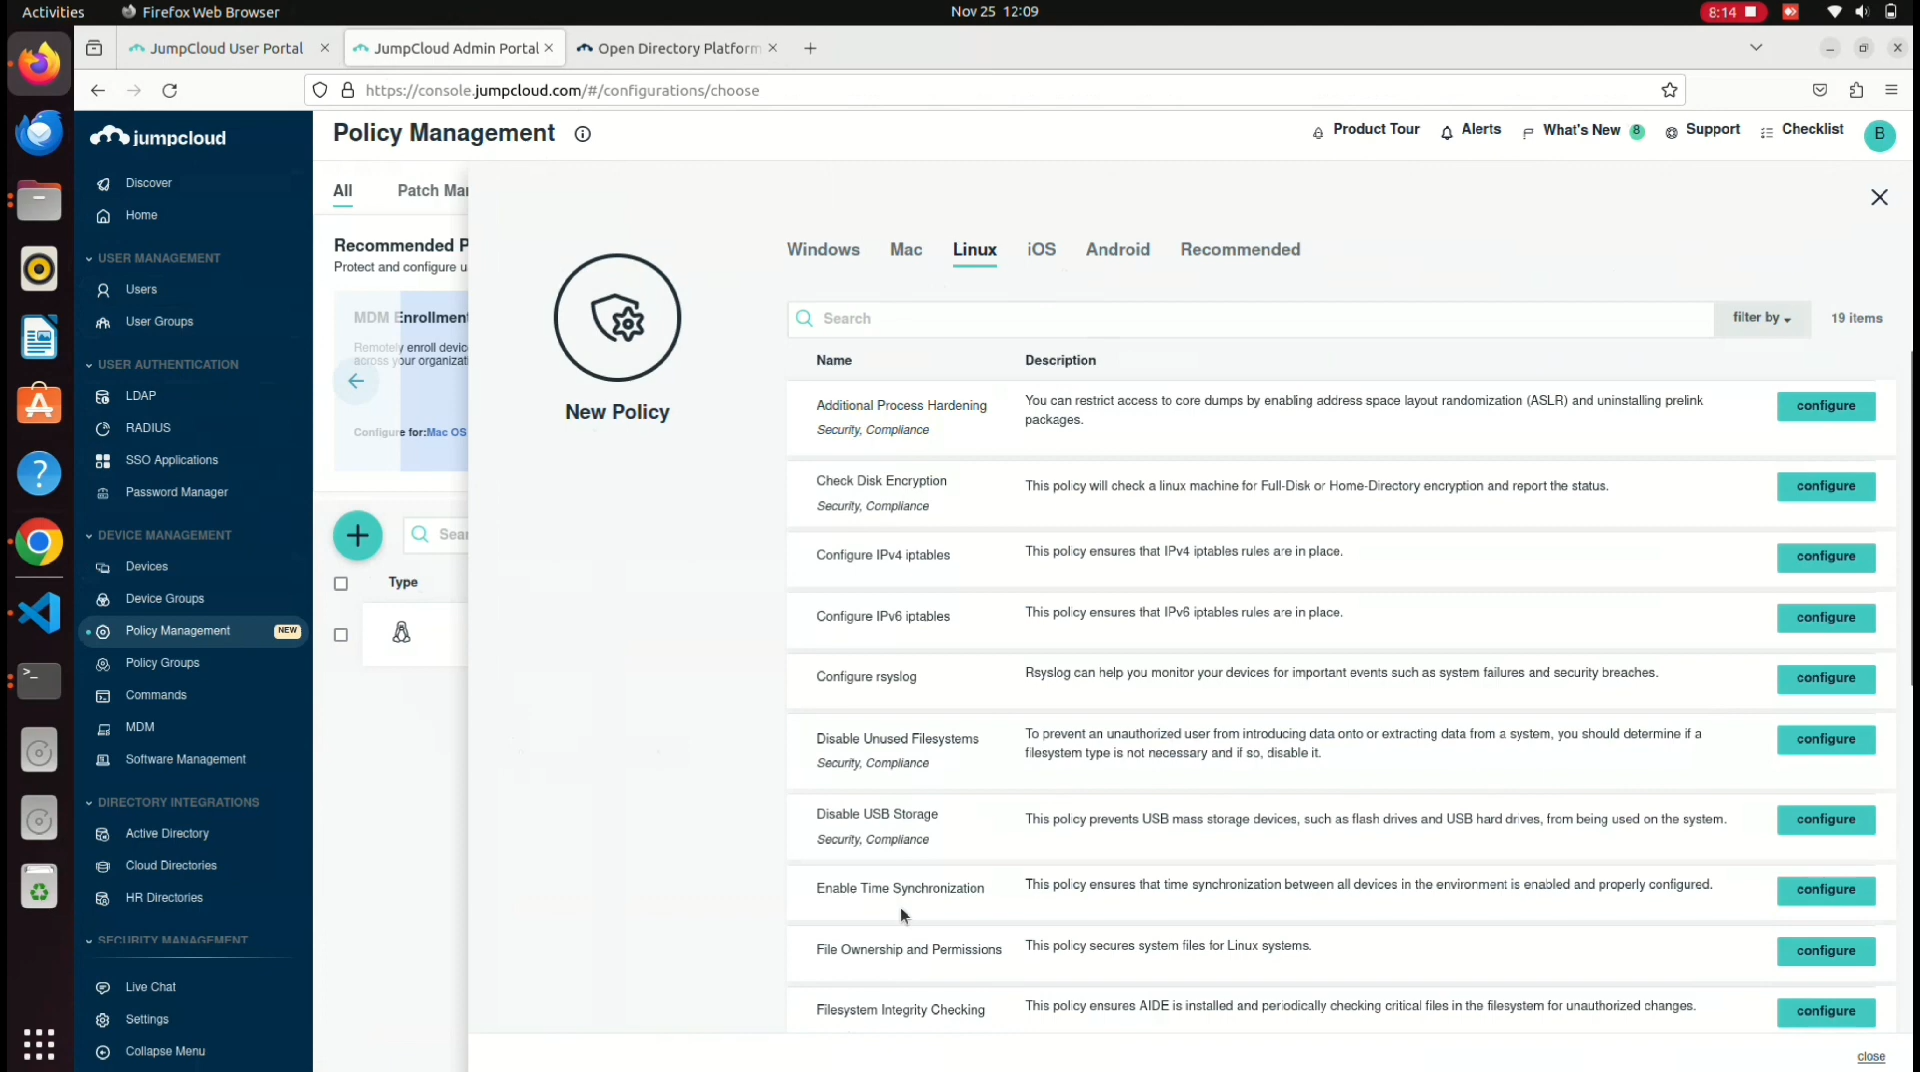 Activities
Firefox Web Browser
Nov 25 12:09
8:14
JumpCloud User Portal
JumpCloud Admin Portal
Open Directory Platform
https://console.jumpcloud.com/#/configurations/choose
jumpcloud
Policy Management
Product Tour
Alerts
What's New 8
Support
Checklist
B
Discover
Home
USER MANAGEMENT
Users
User Groups
USER AUTHENTICATION
LDAP
RADIUS
SSO Applications
Password Manager
DEVICE MANAGEMENT
Devices
Device Groups
Policy Management NEW
Policy Groups
Commands
MDM
Software Management
DIRECTORY INTEGRATIONS
Active Directory
Cloud Directories
HR Directories
SECURITY MANAGEMENT
Live Chat
Settings
Collapse Menu
All
Patch Mar
Recommended P
Protect and configure u
MDM Enrollment
Remotely enroll devic
across your organizati
Configure for:Mac OS
Sear
Type
New Policy
Windows Mac Linux iOS Android Recommended
Search
filter by
19 items
Name Description
Additional Process Hardening
Security, Compliance
You can restrict access to core dumps by enabling address space layout randomization (ASLR) and uninstalling prelink
packages.
configure
Check Disk Encryption
Security, Compliance
This policy will check a linux machine for Full-Disk or Home-Directory encryption and report the status.
configure
Configure IPv4 iptables
This policy ensures that IPv4 iptables rules are in place.
configure
Configure IPv6 iptables
This policy ensures that IPv6 iptables rules are in place.
configure
Configure rsyslog
Rsyslog can help you monitor your devices for important events such as system failures and security breaches.
configure
Disable Unused Filesystems
Security, Compliance
To prevent an unauthorized user from introducing data onto or extracting data from a system, you should determine if a
filesystem type is not necessary and if so, disable it.
configure
Disable USB Storage
Security, Compliance
This policy prevents USB mass storage devices, such as flash drives and USB hard drives, from being used on the system.
configure
Enable Time Synchronization
This policy ensures that time synchronization between all devices in the environment is enabled and properly configured.
configure
File Ownership and Permissions
This policy secures system files for Linux systems.
configure
Filesystem Integrity Checking
This policy ensures AIDE is installed and periodically checking critical files in the filesystem for unauthorized changes.
configure
close